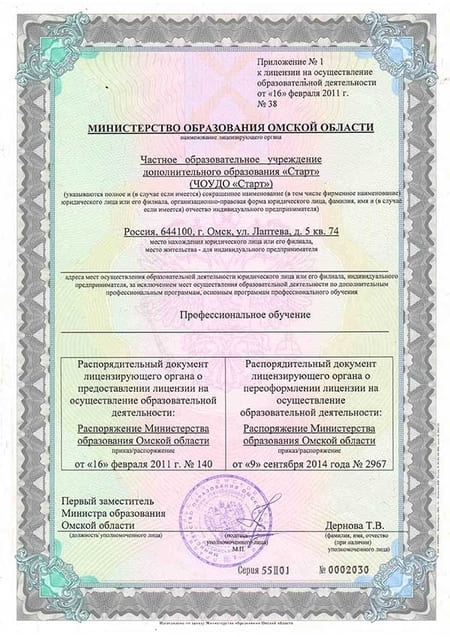 Приложение № 1
к лицензии на осуществление
образовательной деятельности
от «16» февраля 2011 г.
№ 38
МИНИСТЕРСТВО ОБРАЗОВАНИЯ ОМСКОЙ ОБЛАСТИ
наименование лицензирующего органа
Частное образовательное учреждение
дополнительного образования «Старт»
(ЧОУДО «Старт»)
(указываются полное и (в случае если имеется) сокращенное наименование (в том числе фирменное наименование)
юридического лица или его филиала, организационно-правовая форма юридического лица, фамилия, имя и (в случае
если имеется) отчество индивидуального предпринимателя)
Россия, 644100, г. Омск, ул. Лаптева, д. 5 кв. 74
место нахождения юридического лица или его филиала,
место жительства - для индивидуального предпринимателя
адреса мест осуществления образовательной деятельности юридического лица или его филиала, индивидуального
предпринимателя, за исключением мест осуществления образовательной деятельности по дополнительным
профессиональным программам, основным программам профессионального обучения
Профессиональное обучение
Распорядительный документ
лицензирующего органа о
предоставлении лицензии на
осуществление образовательной
деятельности:
Распоряжение Министерства
образования Омской области
приказ/распоряжение
от «16» февраля 2011 г. № 140
Распорядительный документ
лицензирующего органа о
переоформлении лицензии на
осуществление
образовательной деятельности:
Распоряжение Министерства
образования Омской области
приказ/распоряжение
от «9» сентября 2014 года № 2967
Первый заместитель
Министра образования
Омской области
(должность уполномоченного лица)
(подпись
уполномоченного лица)
М.П.
Дернова Т.В.
(фамилия, имя, отчество
(при наличии)
уполномоченного лица)
Серия 55П01
№ 0002030